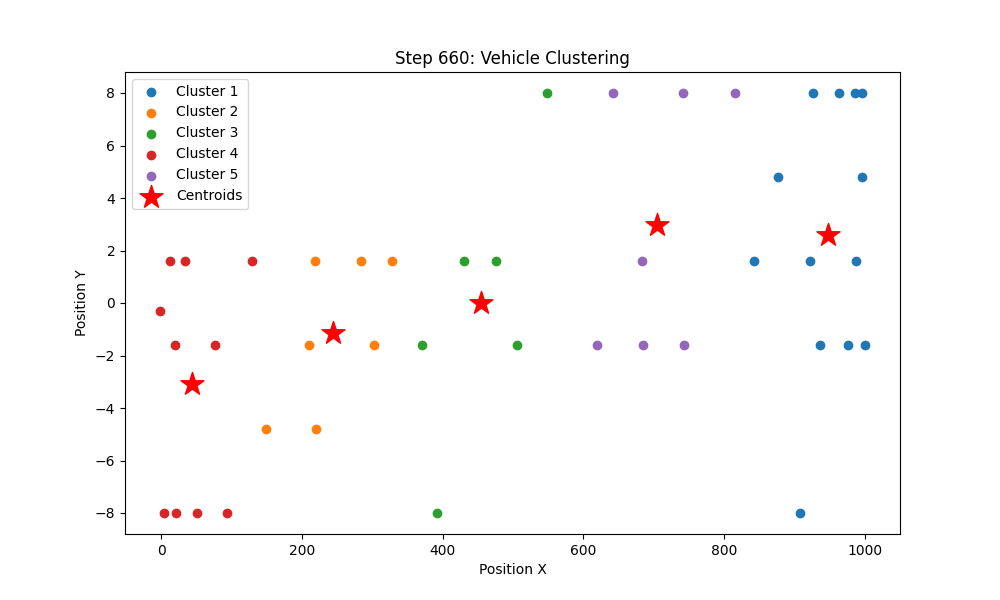 Step 660: Vehicle Clustering
Cluster 1
Cluster 2
Cluster 3
Cluster 4
Cluster 5
Centroids
Position Y
8
6
4
2
0
−2
−4
−6
−8
0 200 400 600 800 1000
Position X